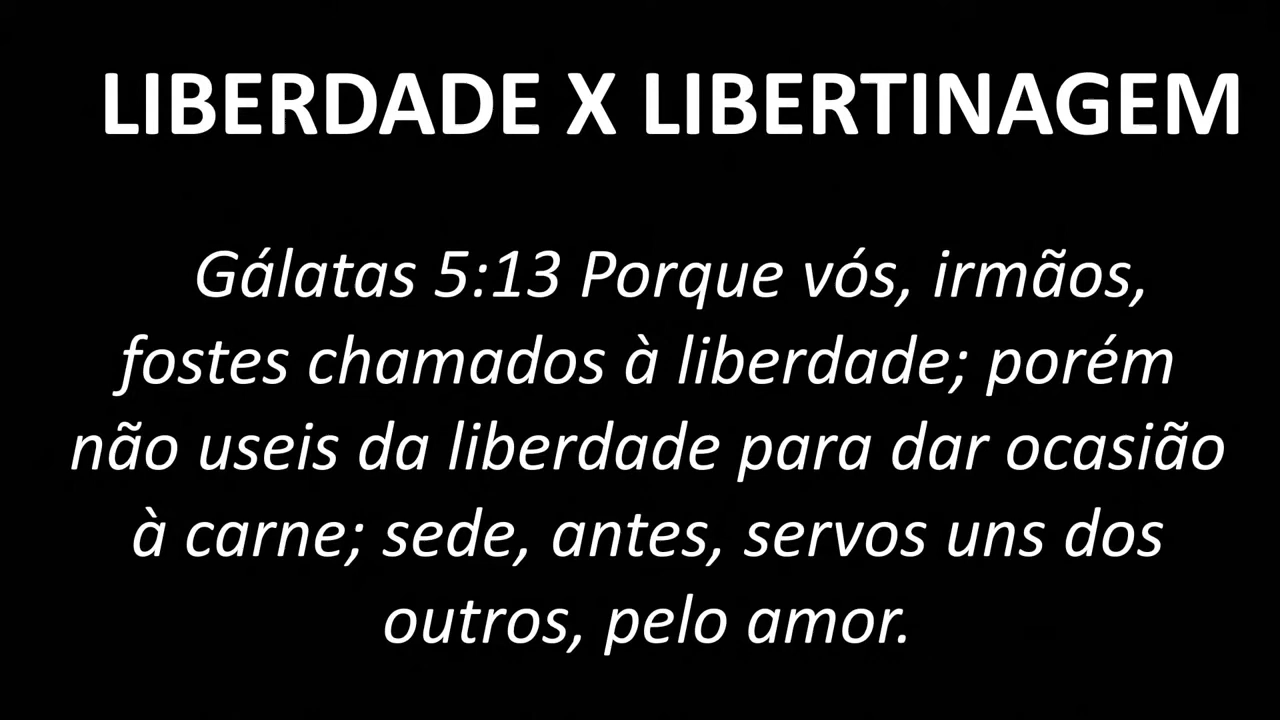 LIBERDADE X LIBERTINAGEM
Gálatas 5:13 Porque vós, irmãos,
fostes chamados à liberdade; porém
não useis da liberdade para dar ocasião
à carne; sede, antes, servos uns dos
outros, pelo amor.